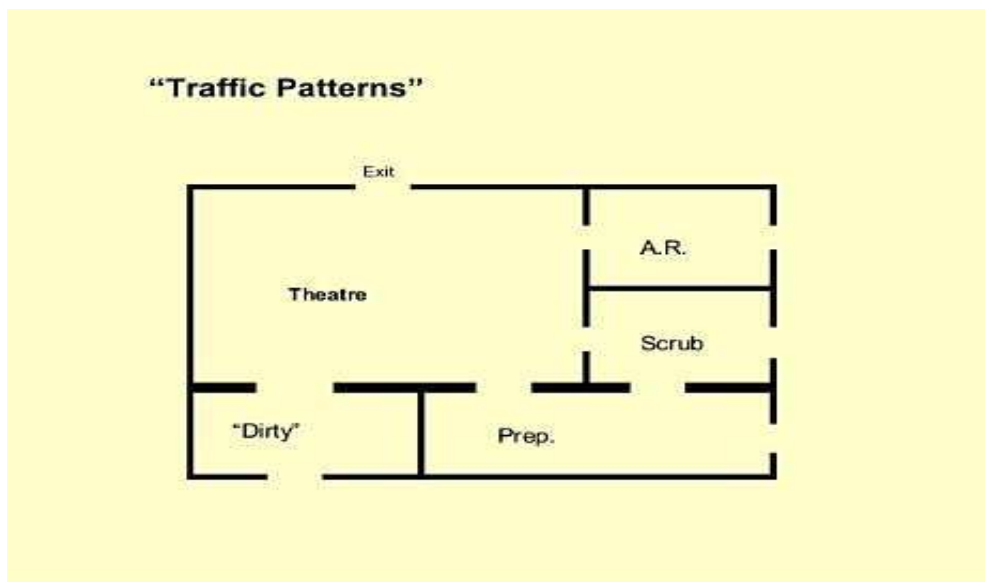 “Traffic Patterns”
Exit
A.R.
Theatre
Scrub
“Dirty”
Prep.